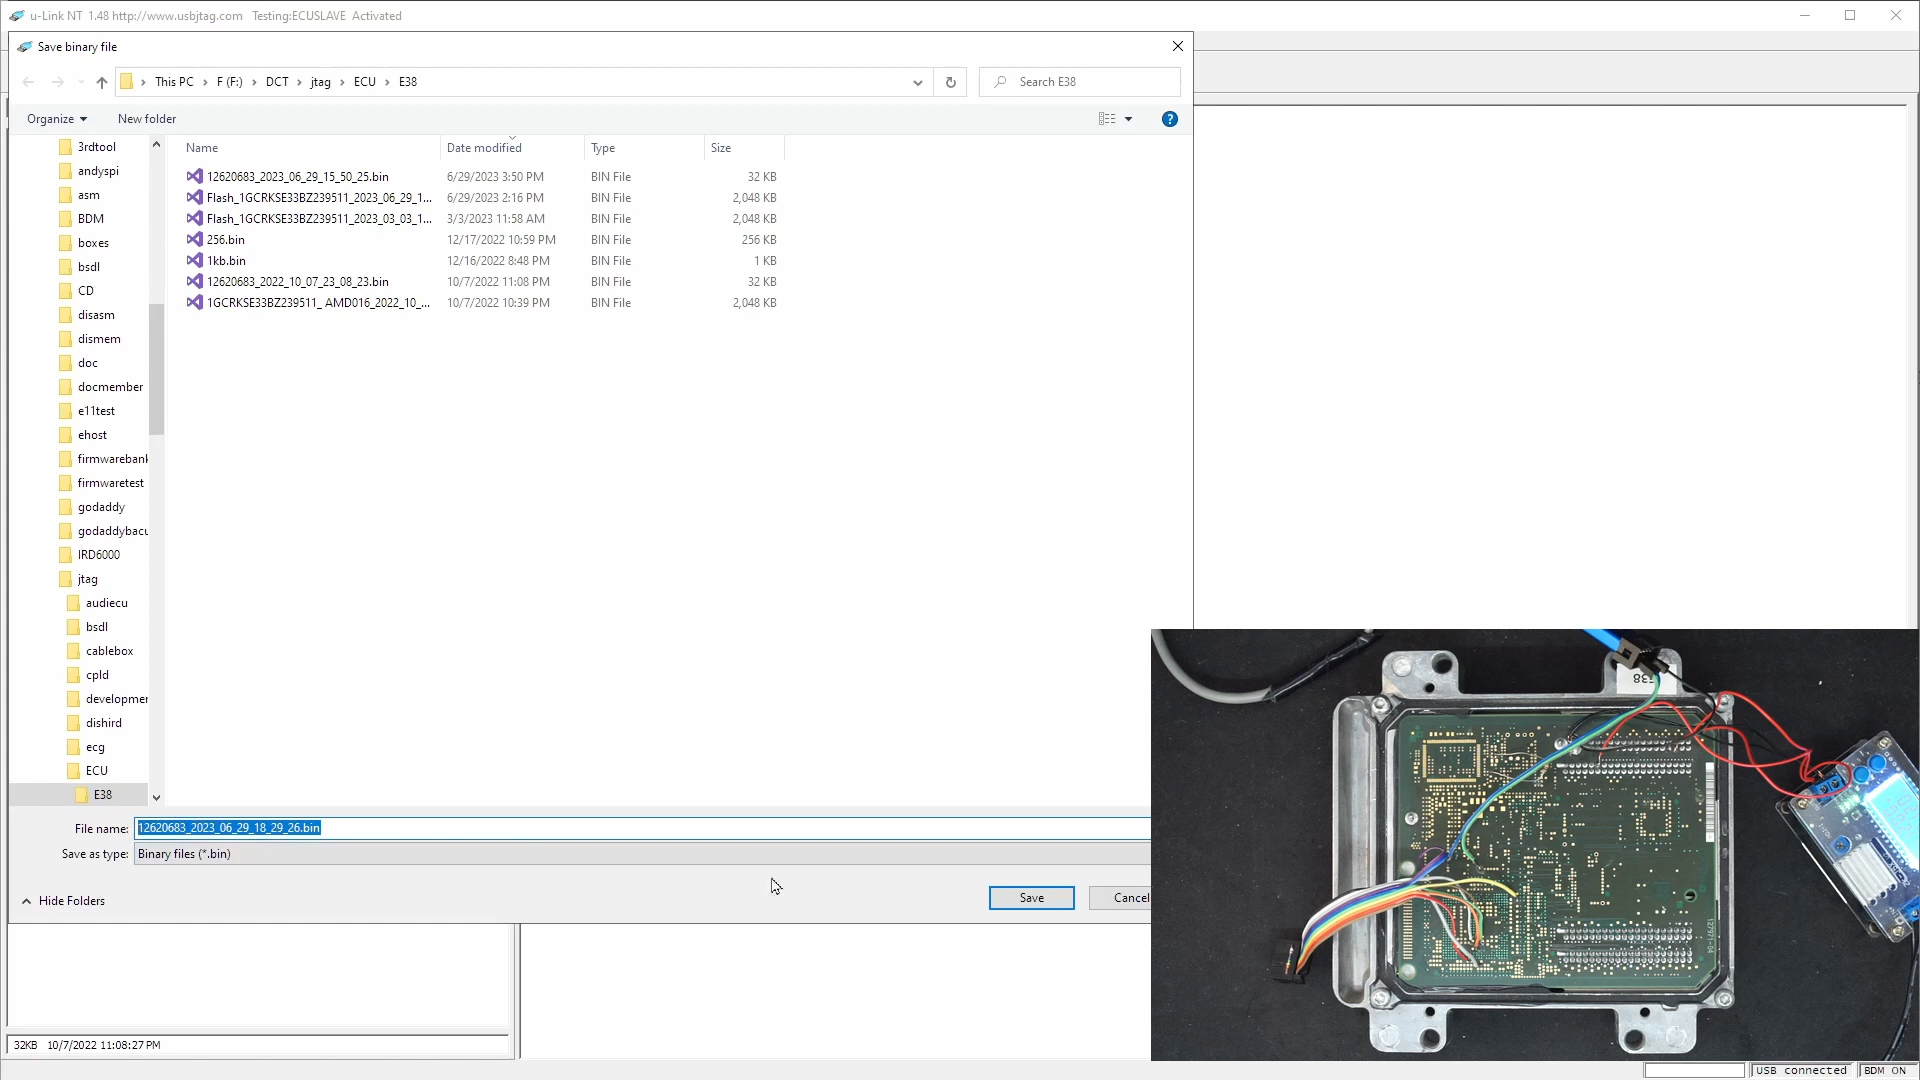 u-Link NT 1.48 http://www.usbjtag.com Testing:ECUSLAVE Activated
Save binary file
This PC > F (F:) > DCT > jtag > ECU > E38
Search E38
Organize
New folder
Name Date modified Type Size
12620683_2023_06_29_15_50_25.bin 6/29/2023 3:50 PM BIN File 32 KB
Flash_1GCRKSE33BZ239511_2023_06_29_1... 6/29/2023 2:16 PM BIN File 2,048 KB
Flash_1GCRKSE33BZ239511_2023_03_03_1... 3/3/2023 11:58 AM BIN File 2,048 KB
256.bin 12/17/2022 10:59 PM BIN File 256 KB
1kb.bin 12/16/2022 8:48 PM BIN File 1 KB
12620683_2022_10_07_23_08_23.bin 10/7/2022 11:08 PM BIN File 32 KB
1GCRKSE33BZ239511_ AMD016_2022_10_... 10/7/2022 10:39 PM BIN File 2,048 KB
3rdtool
andyspi
asm
BDM
boxes
bsdl
CD
disasm
dismem
doc
docmember
e11test
ehost
firmwarebank
firmwaretest
godaddy
godaddybacu
IRD6000
jtag
audiecu
bsdl
cablebox
cpld
developmer
dishird
ecg
ECU
E38
File name: 12620683_2023_06_29_18_29_26.bin
Save as type: Binary files (*.bin)
Hide Folders
Save
Cancel
E38
12971-04
32KB 10/7/2022 11:08:27 PM
USB connected
BDM ON